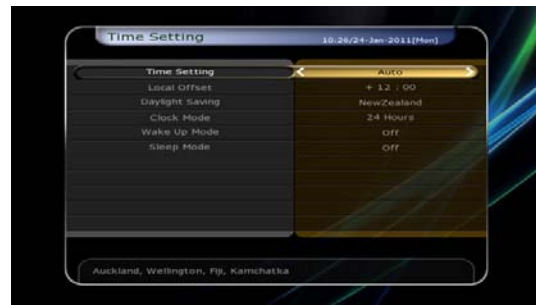 Time Setting 10:26/24-Jan-2011(Mon)
Time Setting Auto
Local Offset + 12 : 00
Daylight Saving NewZealand
Clock Mode 24 Hours
Wake Up Mode Off
Sleep Mode Off
Auckland, Wellington, Fiji, Kamchatka